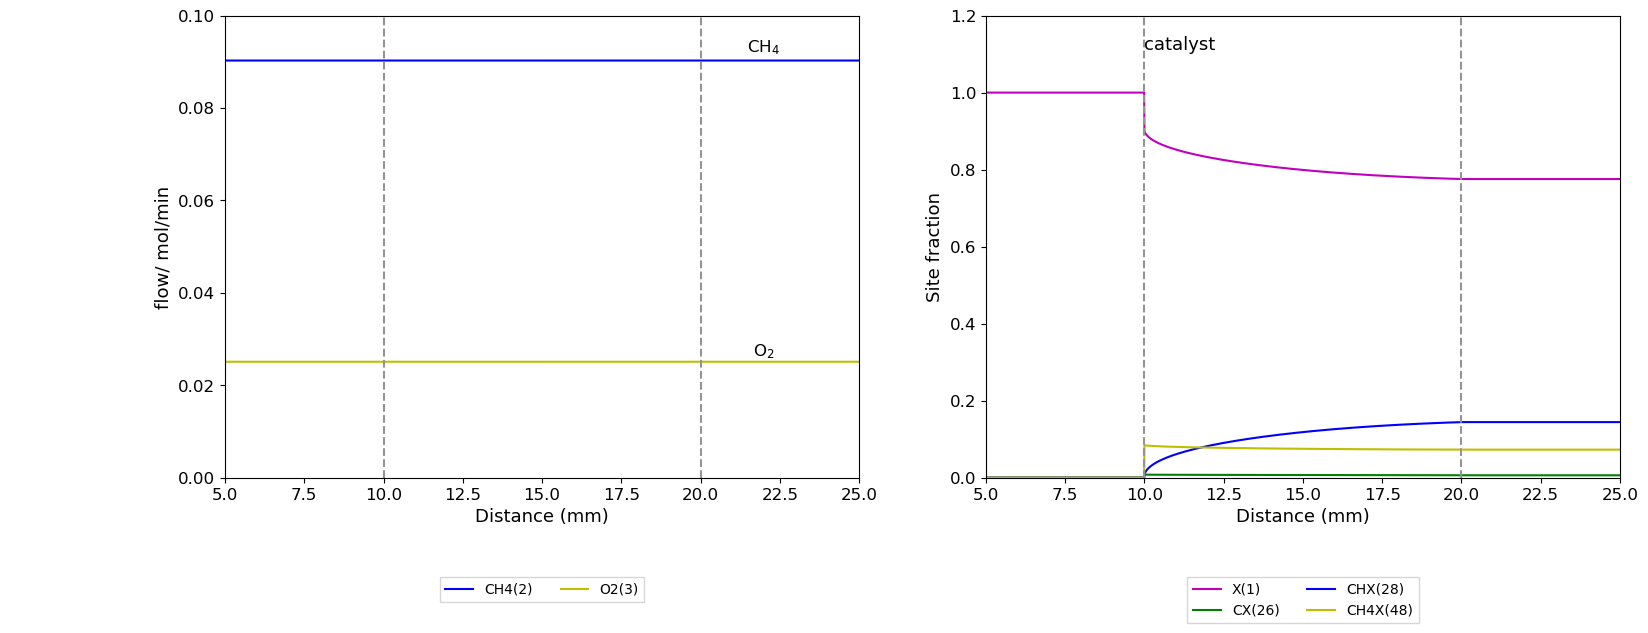 0.10
0.08
0.06
0.04
0.02
0.00
flow/ mol/min
CH₄
O₂
5.0 7.5 10.0 12.5 15.0 17.5 20.0 22.5 25.0
Distance (mm)
CH4(2) O2(3)
1.2
1.0
0.8
0.6
0.4
0.2
0.0
Site fraction
catalyst
5.0 7.5 10.0 12.5 15.0 17.5 20.0 22.5 25.0
Distance (mm)
X(1) CHX(28)
CX(26) CH4X(48)